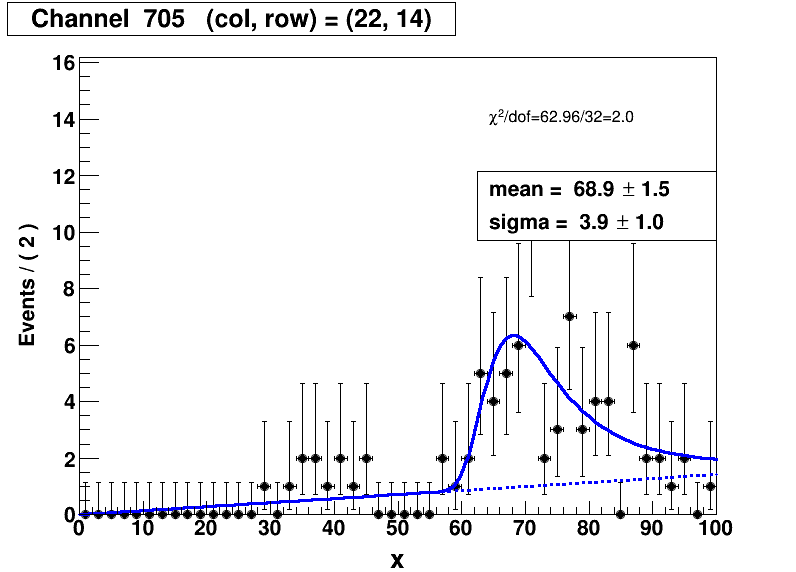 Channel  705   (col, row) = (22, 14)
χ²/dof=62.96/32=2.0
mean =  68.9 ± 1.5
sigma =  3.9 ± 1.0
Events / ( 2 )
16
14
12
10
8
6
4
2
0
0 10 20 30 40 50 60 70 80 90 100
x